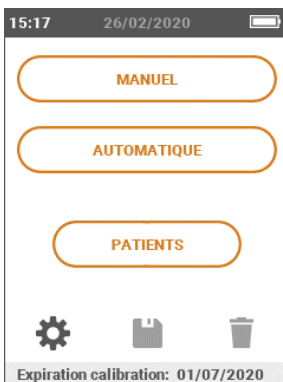 15:17 26/02/2020
MANUEL
AUTOMATIQUE
PATIENTS
Expiration calibration: 01/07/2020